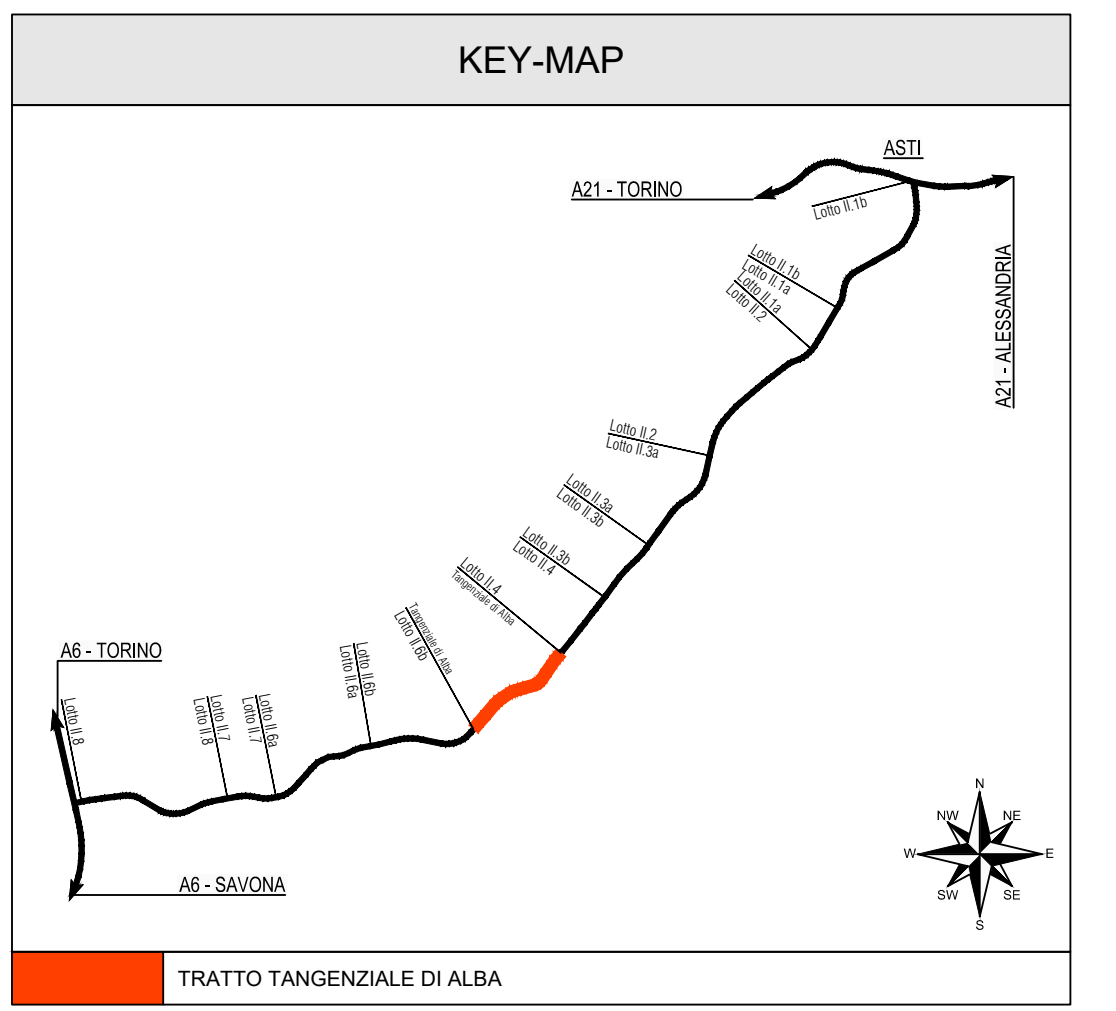 KEY-MAP
ASTI
A21 - TORINO
Lotto II.1b
A21 - ALESSANDRIA
Lotto II.1b
Lotto II.1a
Lotto II.1a
Lotto II.2
Lotto II.2
Lotto II.3a
Lotto II.3a
Lotto II.3b
Lotto II.3b
Lotto II.4
Lotto II.4
Tangenziale di Alba
Tangenziale di Alba
Lotto II.6b
Lotto II.6b
Lotto II.6a
Lotto II.6a
Lotto II.7
Lotto II.7
Lotto II.8
Lotto II.8
A6 - TORINO
A6 - SAVONA
N
NW
NE
W
E
SW
SE
S
TRATTO TANGENZIALE DI ALBA